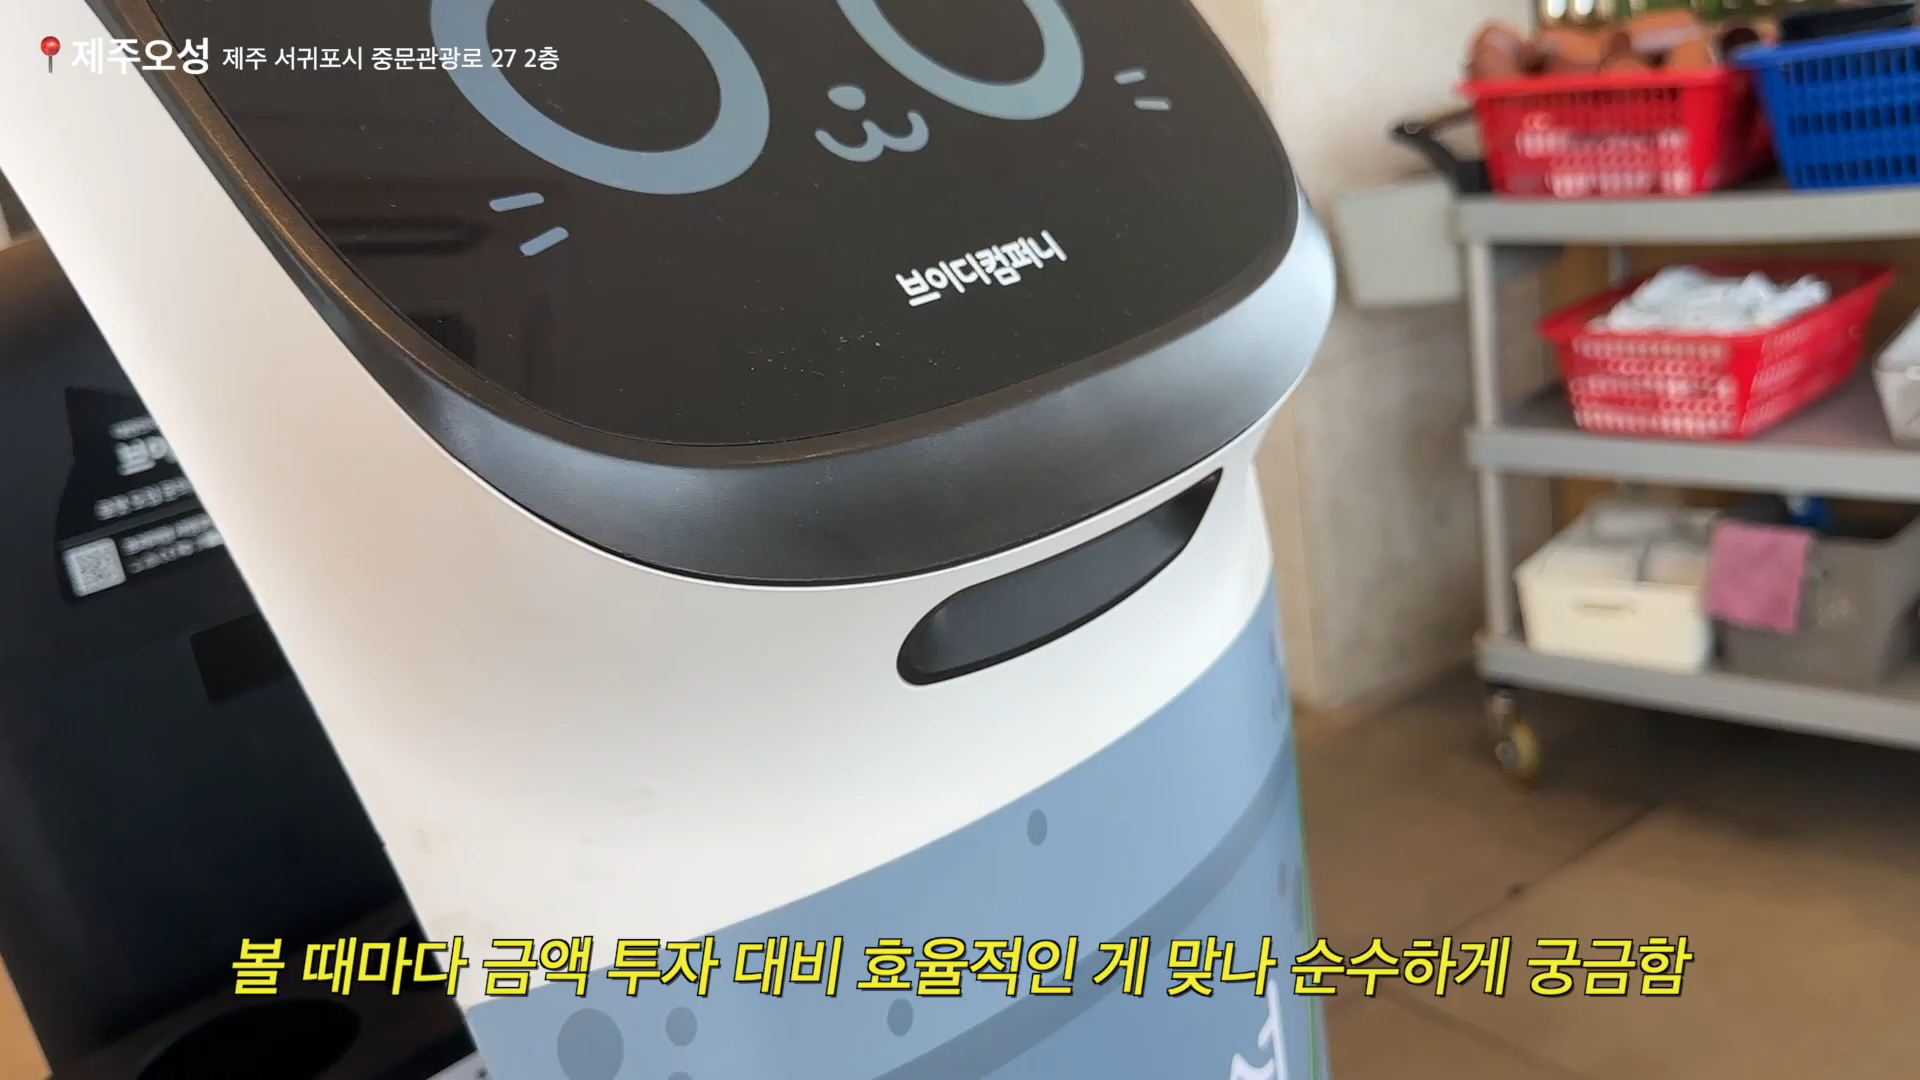 제주오성 제주 서귀포시 중문관광로 27 2층
브이디컴퍼니
볼 때마다 금액 투자 대비 효율적인 게 맞나 순수하게 궁금함